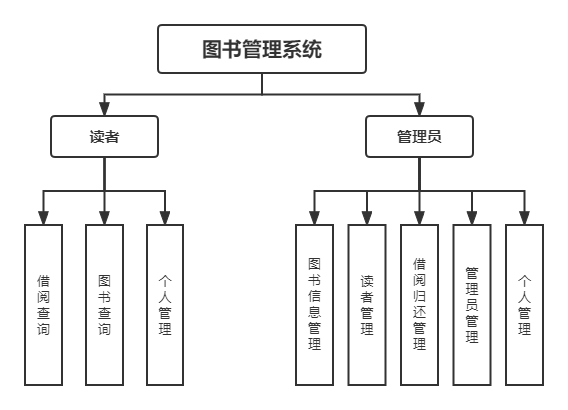 图书管理系统
读者
管理员
借阅查询
图书查询
个人管理
图书信息管理
读者管理
借阅归还管理
管理员管理
个人管理